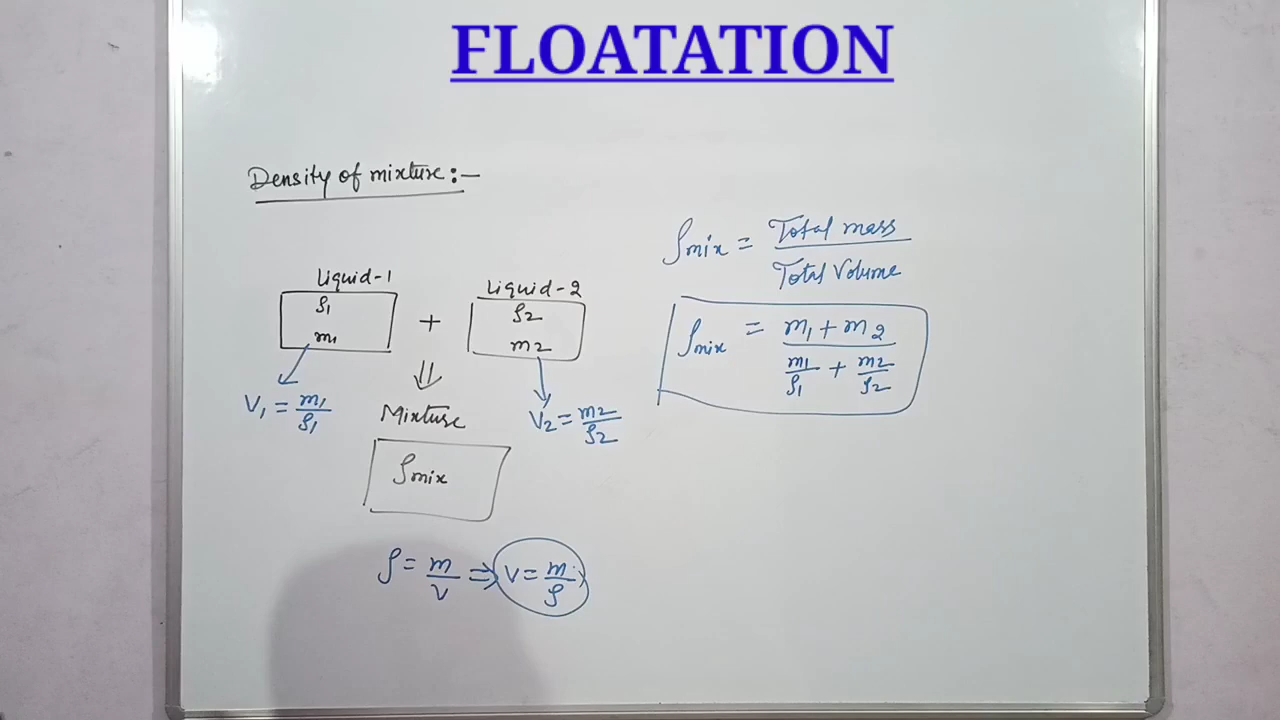 FLOATATION
Density of mixture:-
Liquid-1
ρ1
m1
+
Liquid-2
ρ2
m2
V1 = m1/ρ1
V2 = m2/ρ2
⇓
Mixture
ρmix
ρ = m/v ⇒ v = m/ρ
ρmix = Total mass / Total Volume
ρmix = (m1 + m2) / (m1/ρ1 + m2/ρ2)